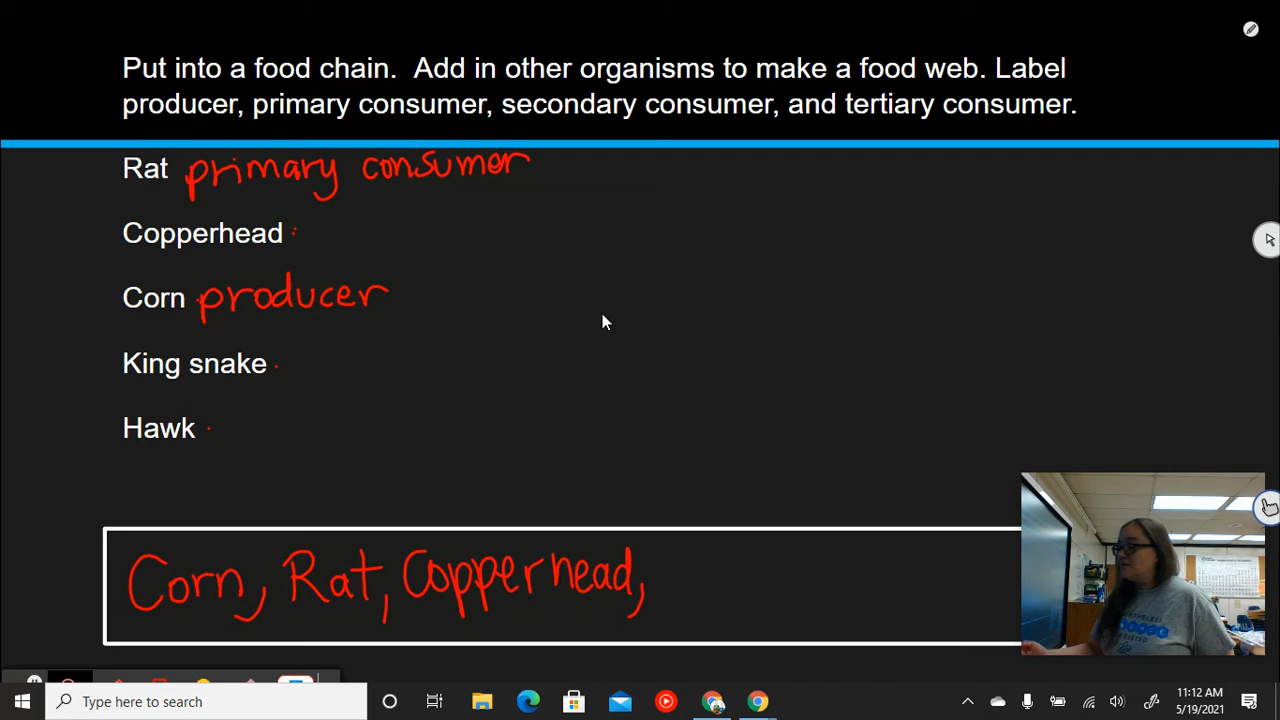 Put into a food chain.  Add in other organisms to make a food web. Label
producer, primary consumer, secondary consumer, and tertiary consumer.
Rat primary consumer
Copperhead
Corn producer
King snake
Hawk
Corn, Rat, Copperhead,
Type here to search
11:12 AM
5/19/2021